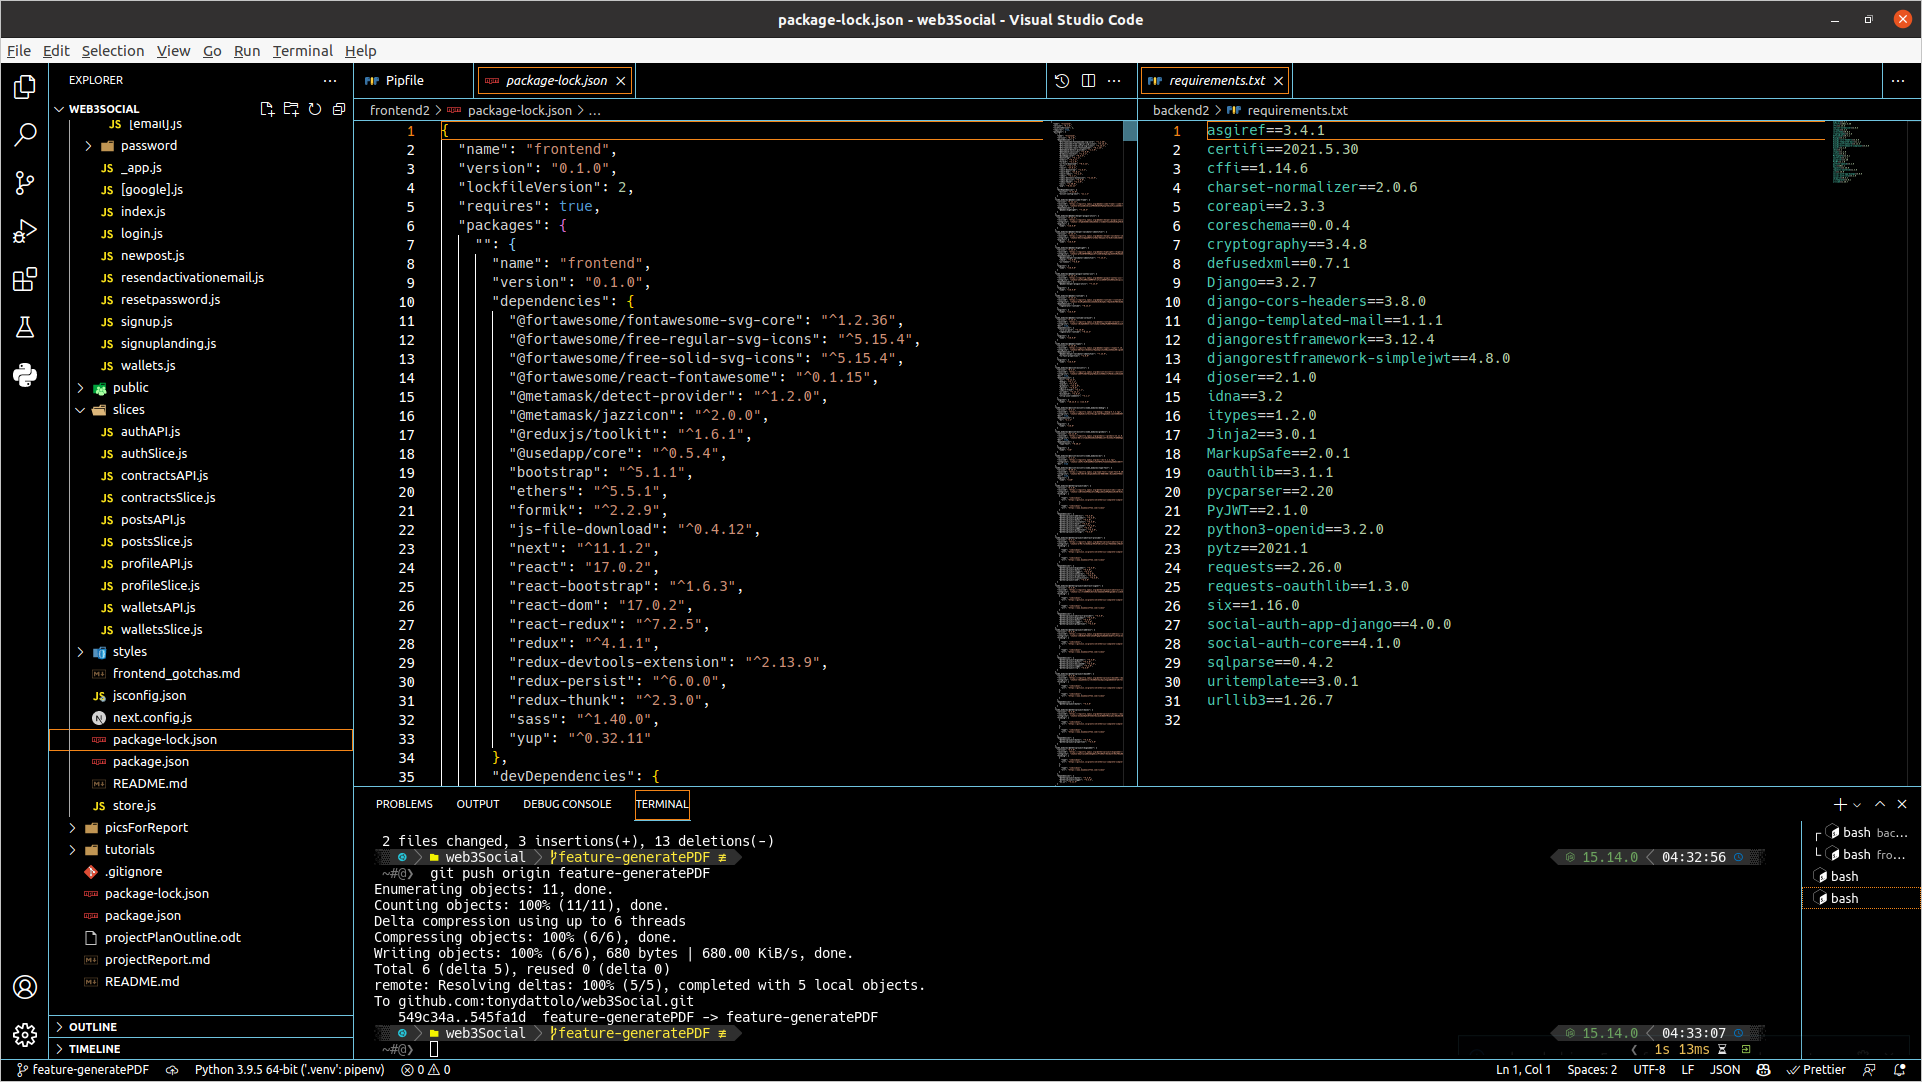 package-lock.json - web3Social - Visual Studio Code
File Edit Selection View Go Run Terminal Help
EXPLORER
WEB3SOCIAL
[email].js
password
JS _app.js
JS [google].js
JS index.js
JS login.js
JS newpost.js
JS resendactivationemail.js
JS resetpassword.js
JS signup.js
JS signuplanding.js
JS wallets.js
public
slices
JS authAPI.js
JS authSlice.js
JS contractsAPI.js
JS contractsSlice.js
JS postsAPI.js
JS postsSlice.js
JS profileAPI.js
JS profileSlice.js
JS walletsAPI.js
JS walletsSlice.js
styles
frontend_gotchas.md
JS jsconfig.json
N next.config.js
package-lock.json
package.json
README.md
JS store.js
picsForReport
tutorials
.gitignore
package-lock.json
package.json
projectPlanOutline.odt
projectReport.md
README.md
OUTLINE
TIMELINE
Pipfile
package-lock.json
frontend2 > package-lock.json > ...
1 {
2 "name": "frontend",
3 "version": "0.1.0",
4 "lockfileVersion": 2,
5 "requires": true,
6 "packages": {
7 "": {
8 "name": "frontend",
9 "version": "0.1.0",
10 "dependencies": {
11 "@fortawesome/fontawesome-svg-core": "^1.2.36",
12 "@fortawesome/free-regular-svg-icons": "^5.15.4",
13 "@fortawesome/free-solid-svg-icons": "^5.15.4",
14 "@fortawesome/react-fontawesome": "^0.1.15",
15 "@metamask/detect-provider": "^1.2.0",
16 "@metamask/jazzicon": "^2.0.0",
17 "@reduxjs/toolkit": "^1.6.1",
18 "@usedapp/core": "^0.5.4",
19 "bootstrap": "^5.1.1",
20 "ethers": "^5.5.1",
21 "formik": "^2.2.9",
22 "js-file-download": "^0.4.12",
23 "next": "^11.1.2",
24 "react": "17.0.2",
25 "react-bootstrap": "^1.6.3",
26 "react-dom": "17.0.2",
27 "react-redux": "^7.2.5",
28 "redux": "^4.1.1",
29 "redux-devtools-extension": "^2.13.9",
30 "redux-persist": "^6.0.0",
31 "redux-thunk": "^2.3.0",
32 "sass": "^1.40.0",
33 "yup": "^0.32.11"
34 },
35 "devDependencies": {
requirements.txt
backend2 > requirements.txt
1 asgiref==3.4.1
2 certifi==2021.5.30
3 cffi==1.14.6
4 charset-normalizer==2.0.6
5 coreapi==2.3.3
6 coreschema==0.0.4
7 cryptography==3.4.8
8 defusedxml==0.7.1
9 Django==3.2.7
10 django-cors-headers==3.8.0
11 django-templated-mail==1.1.1
12 djangorestframework==3.12.4
13 djangorestframework-simplejwt==4.8.0
14 djoser==2.1.0
15 idna==3.2
16 itypes==1.2.0
17 Jinja2==3.0.1
18 MarkupSafe==2.0.1
19 oauthlib==3.1.1
20 pycparser==2.20
21 PyJWT==2.1.0
22 python3-openid==3.2.0
23 pytz==2021.1
24 requests==2.26.0
25 requests-oauthlib==1.3.0
26 six==1.16.0
27 social-auth-app-django==4.0.0
28 social-auth-core==4.1.0
29 sqlparse==0.4.2
30 uritemplate==3.0.1
31 urllib3==1.26.7
32
PROBLEMS OUTPUT DEBUG CONSOLE TERMINAL
2 files changed, 3 insertions(+), 13 deletions(-)
web3Social feature-generatePDF ≢ 15.14.0 04:32:56
~#@❯ git push origin feature-generatePDF
Enumerating objects: 11, done.
Counting objects: 100% (11/11), done.
Delta compression using up to 6 threads
Compressing objects: 100% (6/6), done.
Writing objects: 100% (6/6), 680 bytes | 680.00 KiB/s, done.
Total 6 (delta 5), reused 0 (delta 0)
remote: Resolving deltas: 100% (5/5), completed with 5 local objects.
To github.com:tonydattolo/web3Social.git
549c34a..545fa1d feature-generatePDF -> feature-generatePDF
web3Social feature-generatePDF ≢ 15.14.0 04:33:07
~#@❯ 1s 13ms
bash bac...
bash fro...
bash
bash
feature-generatePDF Python 3.9.5 64-bit ('.venv': pipenv) 0 0 Ln 1, Col 1 Spaces: 2 UTF-8 LF JSON Prettier